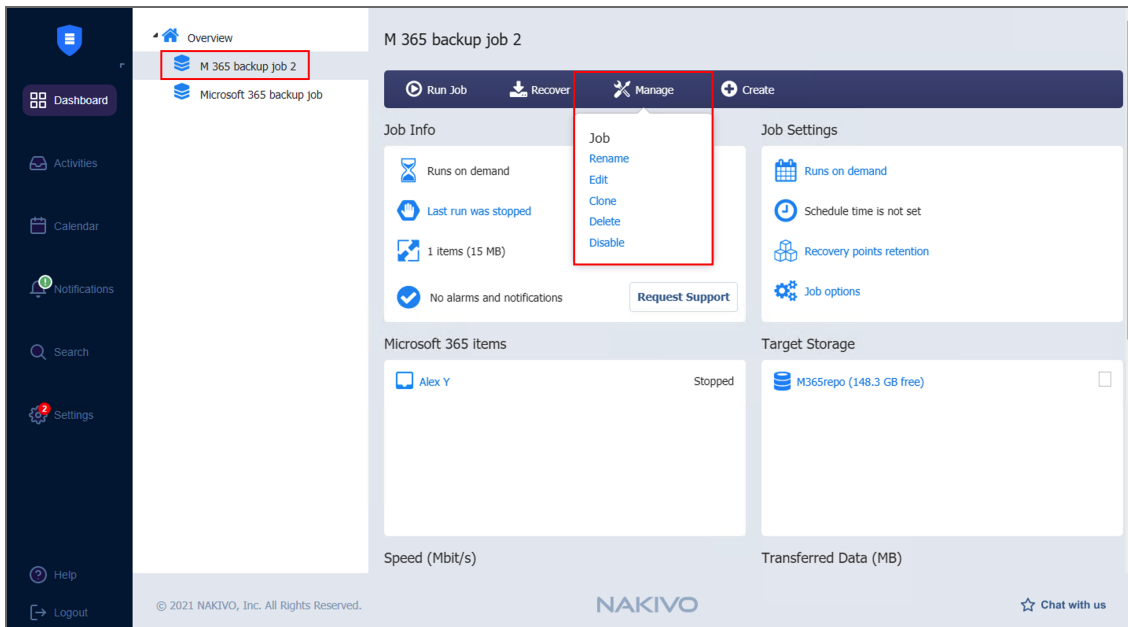 Overview
M 365 backup job 2
Microsoft 365 backup job
Dashboard
Activities
Calendar
!
Notifications
Search
2
Settings
Help
Logout
M 365 backup job 2
Run Job
Recover
Manage
Create
Job
Rename
Edit
Clone
Delete
Disable
Job Info
Runs on demand
Last run was stopped
1 items (15 MB)
No alarms and notifications
Request Support
Job Settings
Runs on demand
Schedule time is not set
Recovery points retention
Job options
Microsoft 365 items
Alex Y Stopped
Target Storage
M365repo (148.3 GB free)
Speed (Mbit/s)
Transferred Data (MB)
© 2021 NAKIVO, Inc. All Rights Reserved.
NAKIVO
Chat with us